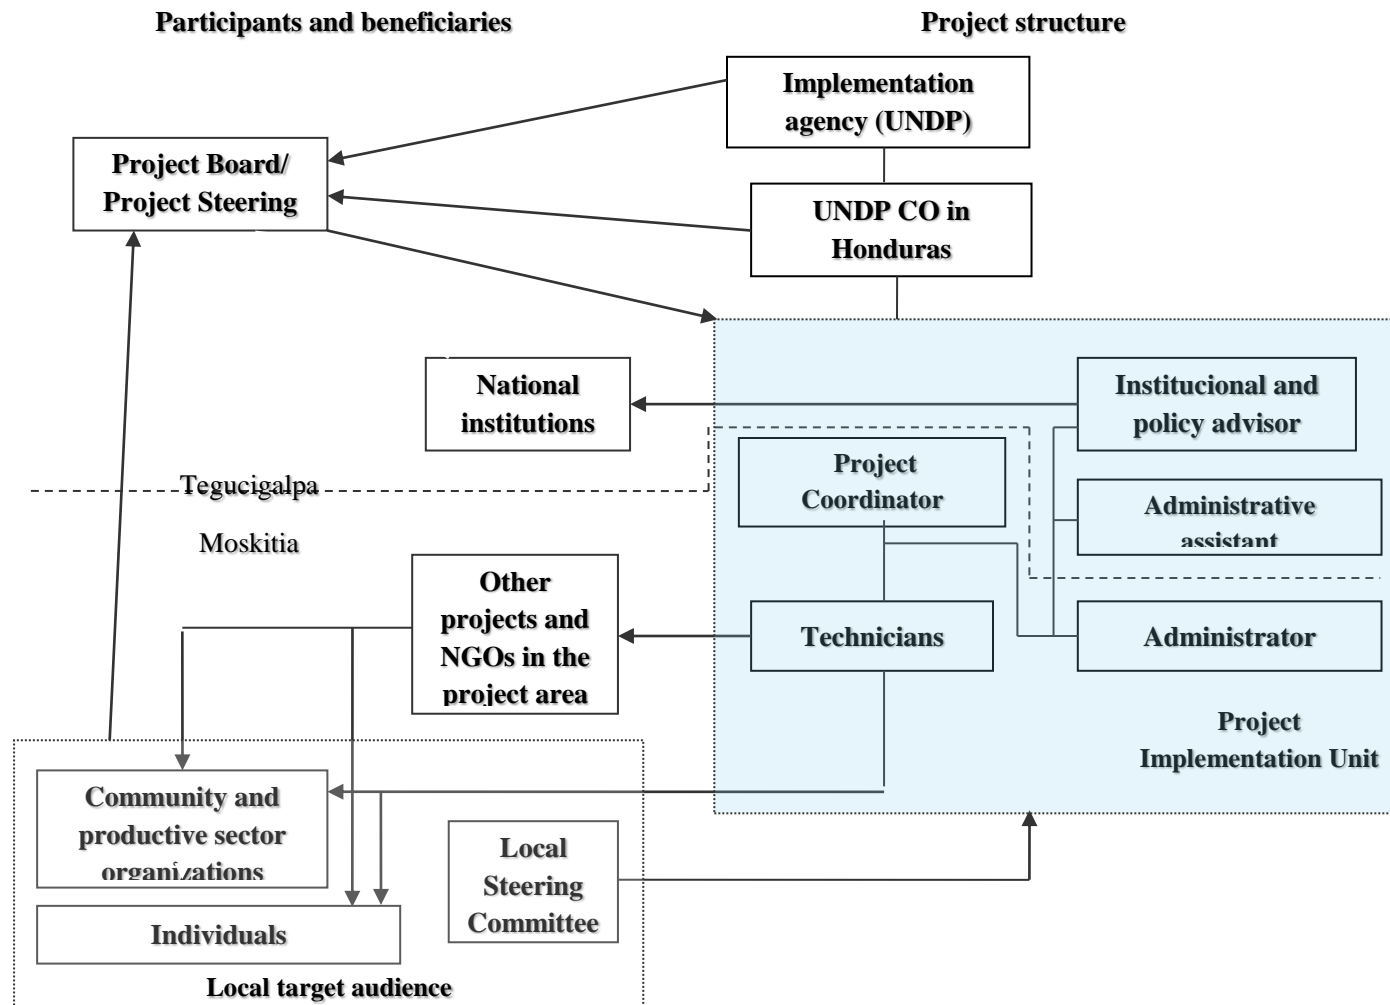 Participants and beneficiaries
Project structure
Implementation
agency (UNDP)
Project Board/
Project Steering
UNDP CO in
Honduras
National
institutions
Institucional and
policy advisor
Project
Coordinator
Tegucigalpa
Administrative
assistant
Moskitia
Other
projects and
NGOs in the
project area
Technicians
Administrator
Project
Implementation Unit
Community and
productive sector
organizations
Local
Steering
Committee
Individuals
Local target audience